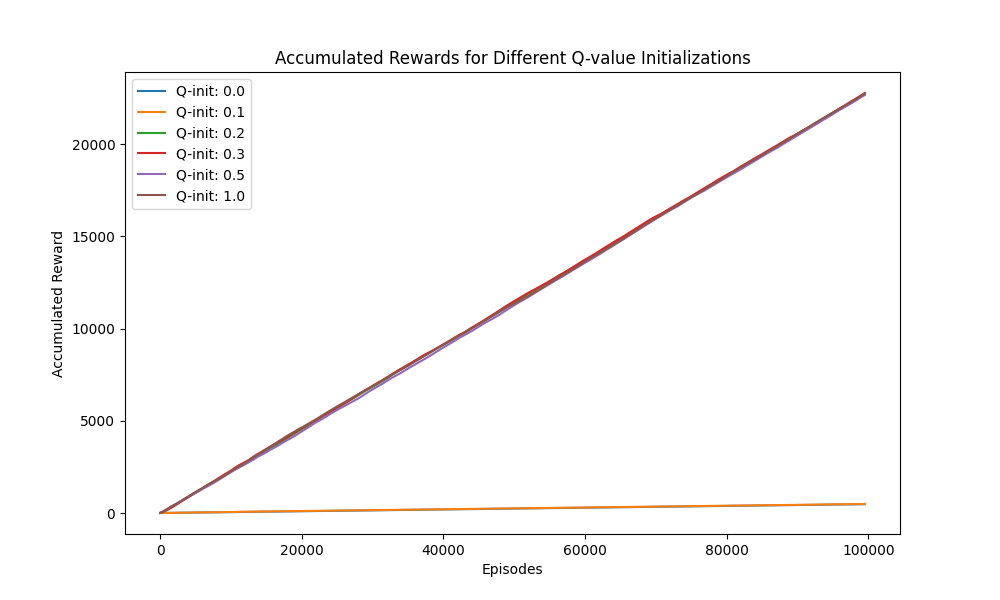 Accumulated Rewards for Different Q-value Initializations
Q-init: 0.0
Q-init: 0.1
Q-init: 0.2
Q-init: 0.3
Q-init: 0.5
Q-init: 1.0
Accumulated Reward
20000
15000
10000
5000
0
0 20000 40000 60000 80000 100000
Episodes